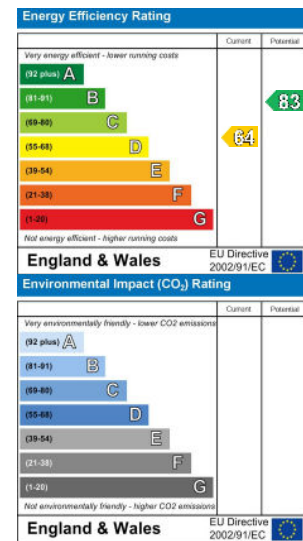 Energy Efficiency Rating
Current Potential
Very energy efficient - lower running costs
(92 plus) A
(81-91) B
(69-80) C
(55-68) D
(39-54) E
(21-38) F
(1-20) G
64
83
Not energy efficient - higher running costs
England & Wales
EU Directive
2002/91/EC
Environmental Impact (CO₂) Rating
Current Potential
Very environmentally friendly - lower CO2 emissions
(92 plus) A
(81-91) B
(69-80) C
(55-68) D
(39-54) E
(21-38) F
(1-20) G
Not environmentally friendly - higher CO2 emissions
England & Wales
EU Directive
2002/91/EC